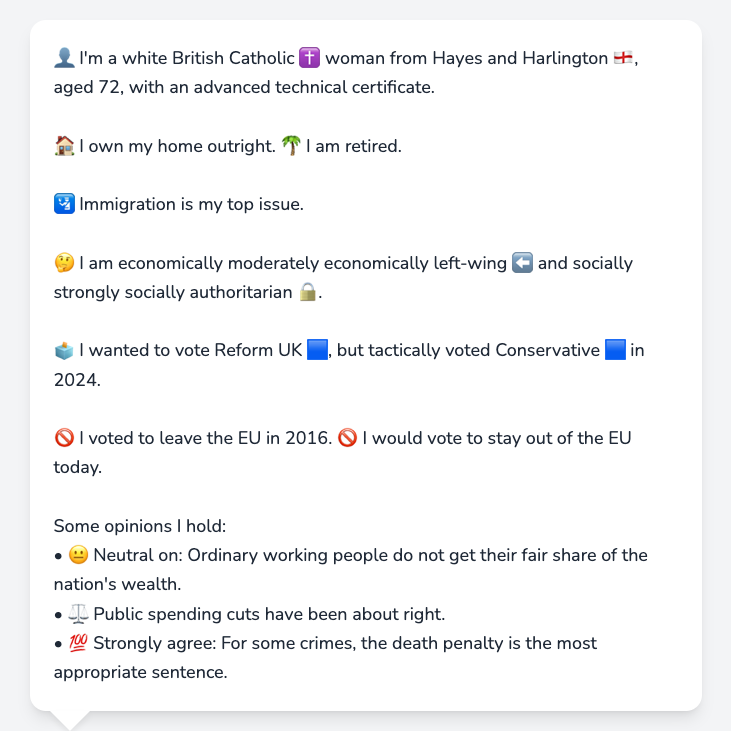 👤 I'm a white British Catholic ✝️ woman from Hayes and Harlington 🏴󠁧󠁢󠁥󠁮󠁧󠁿,
aged 72, with an advanced technical certificate.
🏠 I own my home outright. 🌴 I am retired.
🛂 Immigration is my top issue.
🤔 I am economically moderately economically left-wing ⬅️ and socially
strongly socially authoritarian 🔒.
🗳️ I wanted to vote Reform UK 🟦, but tactically voted Conservative 🟦 in
2024.
🚫 I voted to leave the EU in 2016. 🚫 I would vote to stay out of the EU
today.
Some opinions I hold:
• 😐 Neutral on: Ordinary working people do not get their fair share of the
nation's wealth.
• ⚖️ Public spending cuts have been about right.
• 💯 Strongly agree: For some crimes, the death penalty is the most
appropriate sentence.